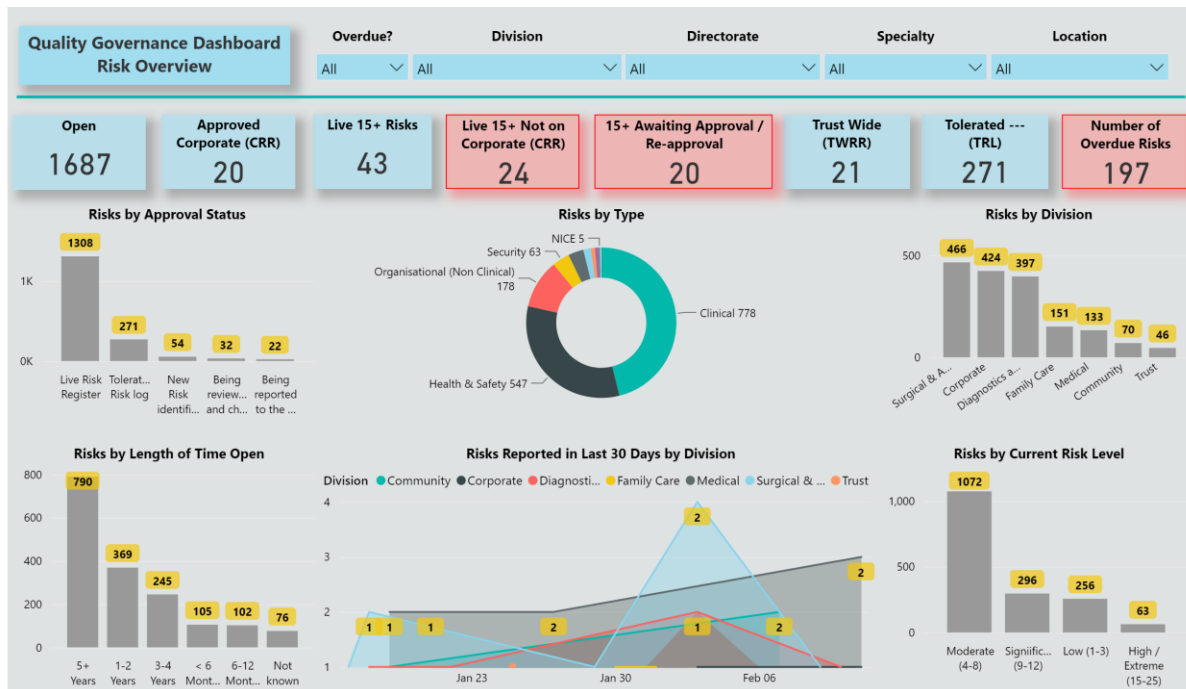 Quality Governance Dashboard
Risk Overview
Overdue?
All
Division
All
Directorate
All
Specialty
All
Location
All
Open
1687
Approved
Corporate (CRR)
20
Live 15+ Risks
43
Live 15+ Not on
Corporate (CRR)
24
15+ Awaiting Approval /
Re-approval
20
Trust Wide
(TWRR)
21
Tolerated ---
(TRL)
271
Number of
Overdue Risks
197
Risks by Approval Status
1K
0K
1308
271
54
32
22
Live Risk
Register
Tolerat...
Risk log
New
Risk
identifi...
Being
review...
and ch...
Being
reported
to the ...
Risks by Type
NICE 5
Security 63
Organisational (Non Clinical)
178
Clinical 778
Health & Safety 547
Risks by Division
500
0
466
424
397
151
133
70
46
Surgical & A...
Corporate
Diagnostics a...
Family Care
Medical
Community
Trust
Risks by Length of Time Open
800
600
400
200
0
790
369
245
105
102
76
5+
Years
1-2
Years
3-4
Years
< 6
Mont...
6-12
Mont...
Not
known
Risks Reported in Last 30 Days by Division
Division Community Corporate Diagnosti... Family Care Medical Surgical & ... Trust
4
3
2
1
1
1
1
2
2
1
2
2
Jan 23
Jan 30
Feb 06
Risks by Current Risk Level
1,000
500
0
1072
296
256
63
Moderate
(4-8)
Signiific...
(9-12)
Low (1-3)
High /
Extreme
(15-25)